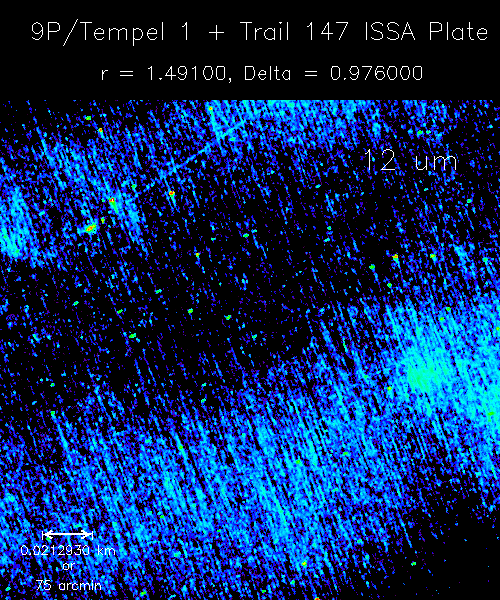 9P/Tempel 1 + Trail 147 ISSA Plate
r = 1.49100, Delta = 0.976000
12 um
0.0212930 km
or
75 arcmin